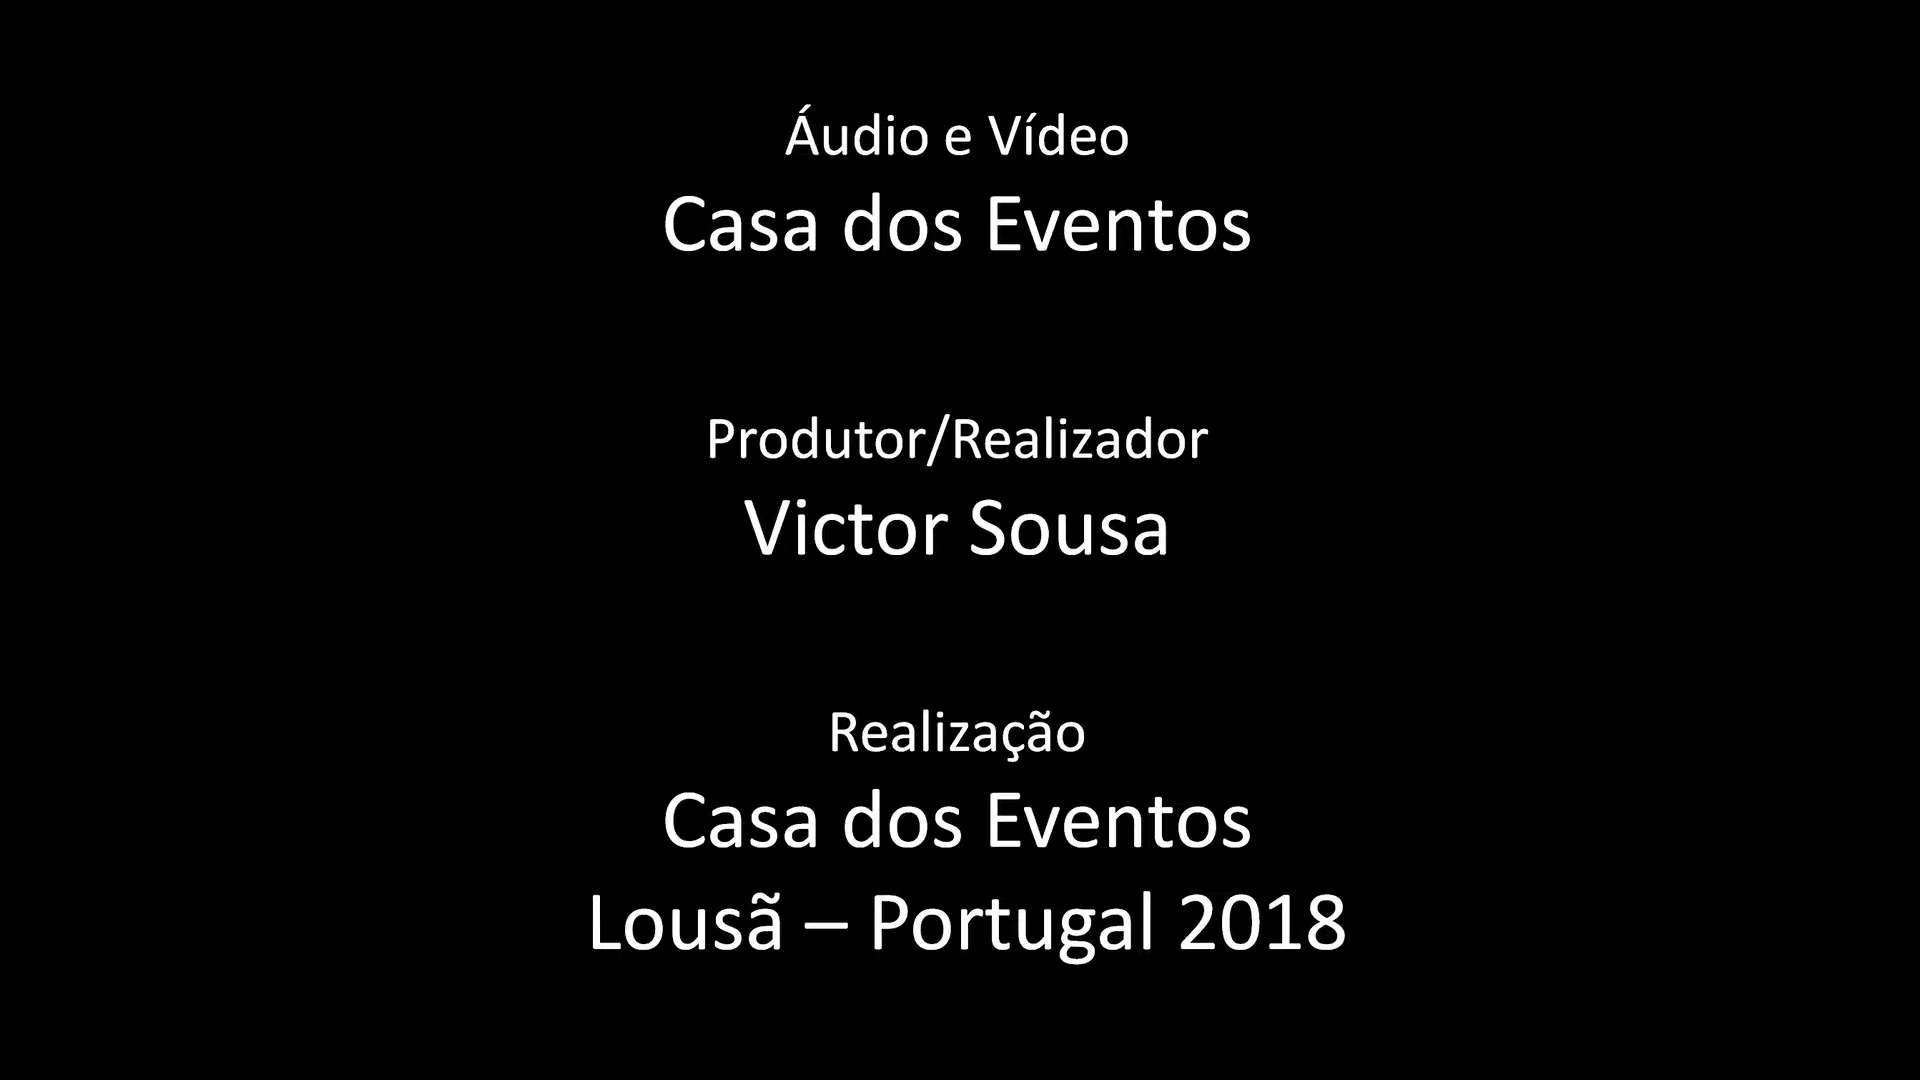 Áudio e Vídeo
Casa dos Eventos
Produtor/Realizador
Victor Sousa
Realização
Casa dos Eventos
Lousã – Portugal 2018